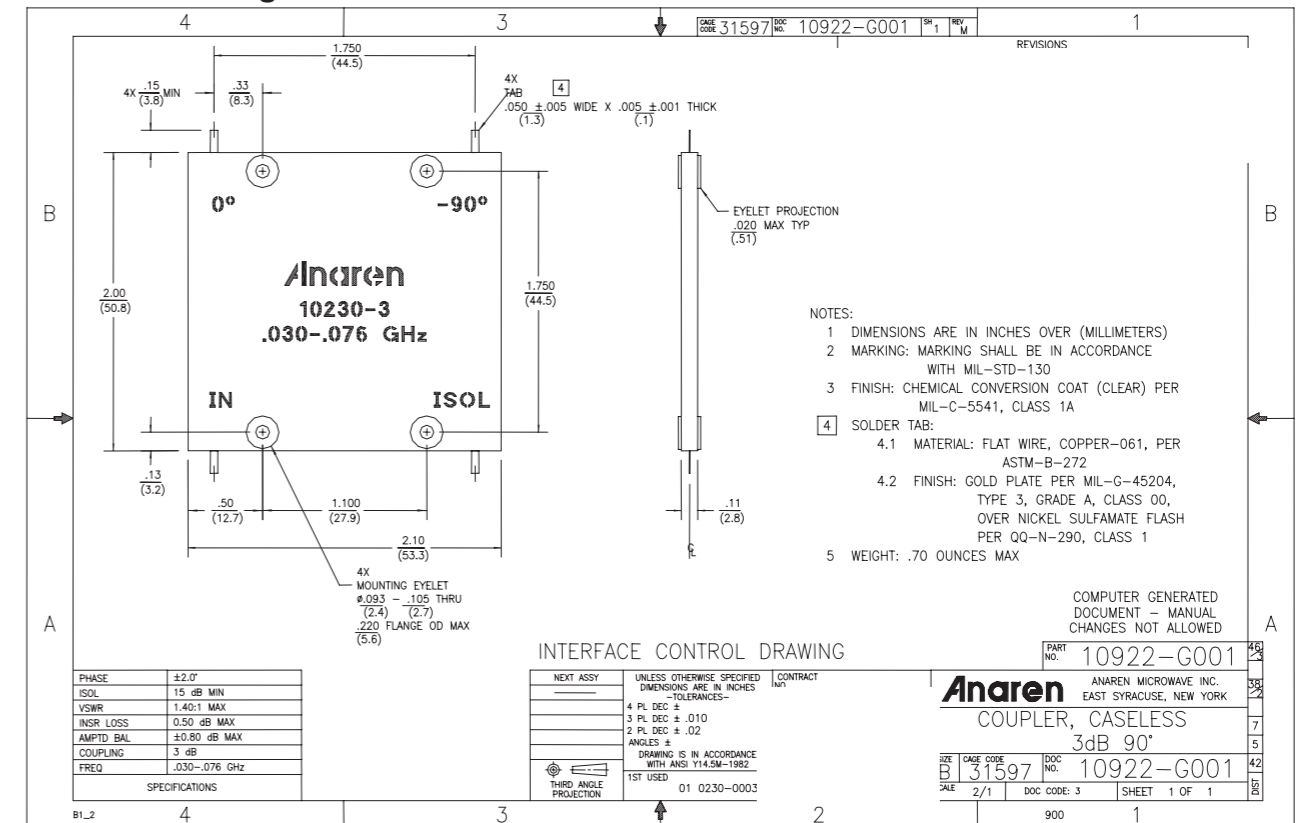 4 3 1
CAGE CODE 31597 DOC NO. 10922-G001 SH 1 REV M
REVISIONS
1.750
(44.5)
4X .15 MIN
(3.8)
.33
(8.3)
4X
TAB 4
.050 ±.005 WIDE X .005 ±.001 THICK
(1.3) (.1)
0° -90°
B B
EYELET PROJECTION
.020 MAX TYP
(.51)
Anaren
10230-3
.030-.076 GHz
2.00
(50.8)
1.750
(44.5)
IN ISOL
.13
(3.2)
.50
(12.7)
1.100
(27.9)
2.10
(53.3)
.11
(2.8)
4X
MOUNTING EYELET
ø.093 - .105 THRU
(2.4) (2.7)
.220 FLANGE OD MAX
(5.6)
NOTES:
1 DIMENSIONS ARE IN INCHES OVER (MILLIMETERS)
2 MARKING: MARKING SHALL BE IN ACCORDANCE
WITH MIL-STD-130
3 FINISH: CHEMICAL CONVERSION COAT (CLEAR) PER
MIL-C-5541, CLASS 1A
4 SOLDER TAB:
4.1 MATERIAL: FLAT WIRE, COPPER-061, PER
ASTM-B-272
4.2 FINISH: GOLD PLATE PER MIL-G-45204,
TYPE 3, GRADE A, CLASS 00,
OVER NICKEL SULFAMATE FLASH
PER QQ-N-290, CLASS 1
5 WEIGHT: .70 OUNCES MAX
COMPUTER GENERATED
DOCUMENT - MANUAL
CHANGES NOT ALLOWED
A A
INTERFACE CONTROL DRAWING
PART NO. 10922-G001
PHASE ±2.0°
ISOL 15 dB MIN
VSWR 1.40:1 MAX
INSR LOSS 0.50 dB MAX
AMPTD BAL ±0.80 dB MAX
COUPLING 3 dB
FREQ .030-.076 GHz
SPECIFICATIONS
NEXT ASSY
THIRD ANGLE
PROJECTION
UNLESS OTHERWISE SPECIFIED
DIMENSIONS ARE IN INCHES
-TOLERANCES-
4 PL DEC ±
3 PL DEC ± .010
2 PL DEC ± .02
ANGLES ±
DRAWING IS IN ACCORDANCE
WITH ANSI Y14.5M-1982
1ST USED
01 0230-0003
CONTRACT
Anaren
ANAREN MICROWAVE INC.
EAST SYRACUSE, NEW YORK
COUPLER, CASELESS
3dB 90°
SIZE B CAGE CODE 31597 DOC NO. 10922-G001
2/1 DOC CODE: 3 SHEET 1 OF 1
7
5
42
DIST
B1_2 4 3 2 900 1